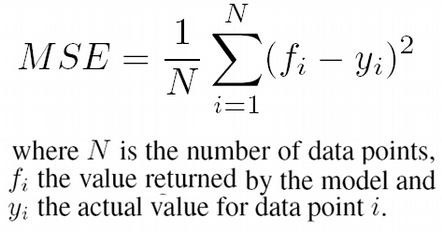 MSE = \frac{1}{N} \sum_{i=1}^{N} (f_i - y_i)^2
where N is the number of data points,
f_i the value returned by the model and
y_i the actual value for data point i.